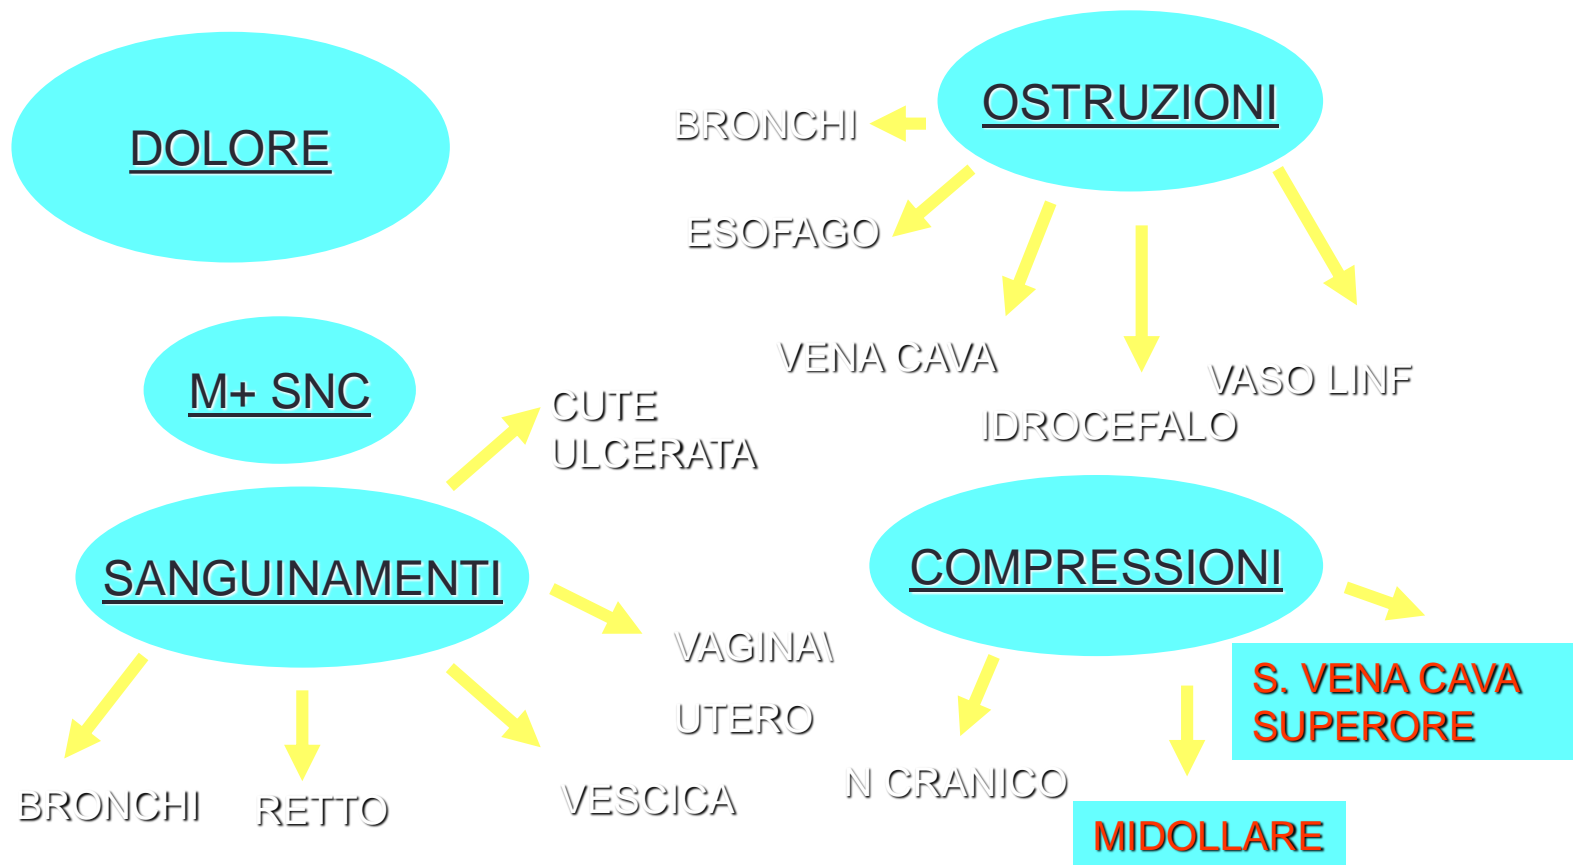 DOLORE
OSTRUZIONI
BRONCHI
ESOFAGO
VENA CAVA
IDROCEFALO
VASO LINF
M+ SNC
CUTE
ULCERATA
SANGUINAMENTI
VAGINA\
UTERO
BRONCHI
RETTO
VESCICA
COMPRESSIONI
N CRANICO
MIDOLLARE
S. VENA CAVA
SUPERORE